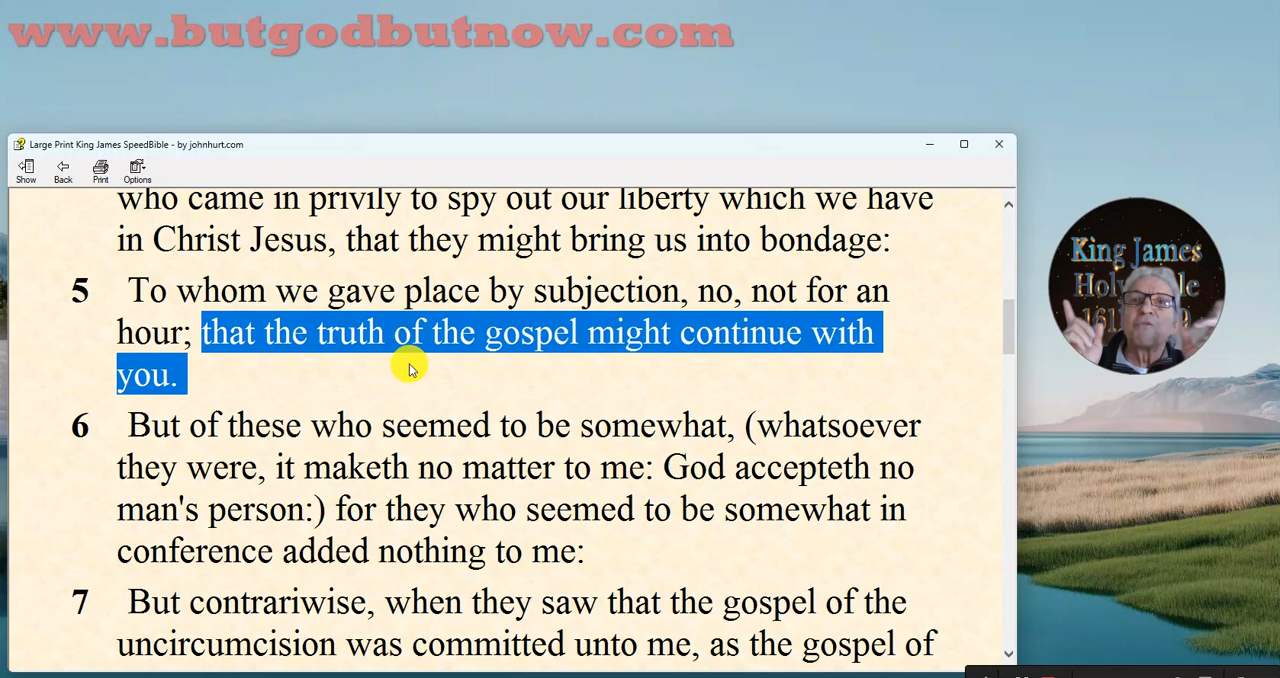 www.butgodbutnow.com
Large Print King James SpeedBible - by johnhurt.com
Show Back Print Options
who came in privily to spy out our liberty which we have
in Christ Jesus, that they might bring us into bondage:
5 To whom we gave place by subjection, no, not for an
hour; that the truth of the gospel might continue with
you.
6 But of these who seemed to be somewhat, (whatsoever
they were, it maketh no matter to me: God accepteth no
man's person:) for they who seemed to be somewhat in
conference added nothing to me:
7 But contrariwise, when they saw that the gospel of the
uncircumcision was committed unto me, as the gospel of
King James